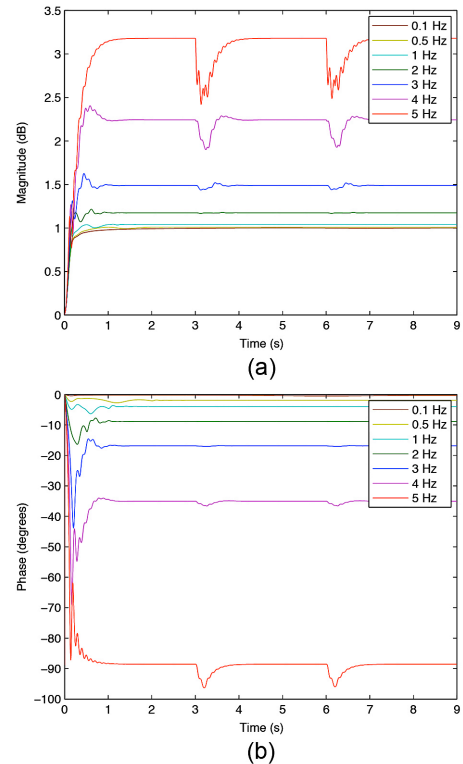 3.5
3
2.5
2
1.5
1
0.5
0
Magnitude (dB)
0.1 Hz
0.5 Hz
1 Hz
2 Hz
3 Hz
4 Hz
5 Hz
0 1 2 3 4 5 6 7 8 9
Time (s)
(a)
0
−10
−20
−30
−40
−50
−60
−70
−80
−90
−100
Phase (degrees)
0.1 Hz
0.5 Hz
1 Hz
2 Hz
3 Hz
4 Hz
5 Hz
0 1 2 3 4 5 6 7 8 9
Time (s)
(b)